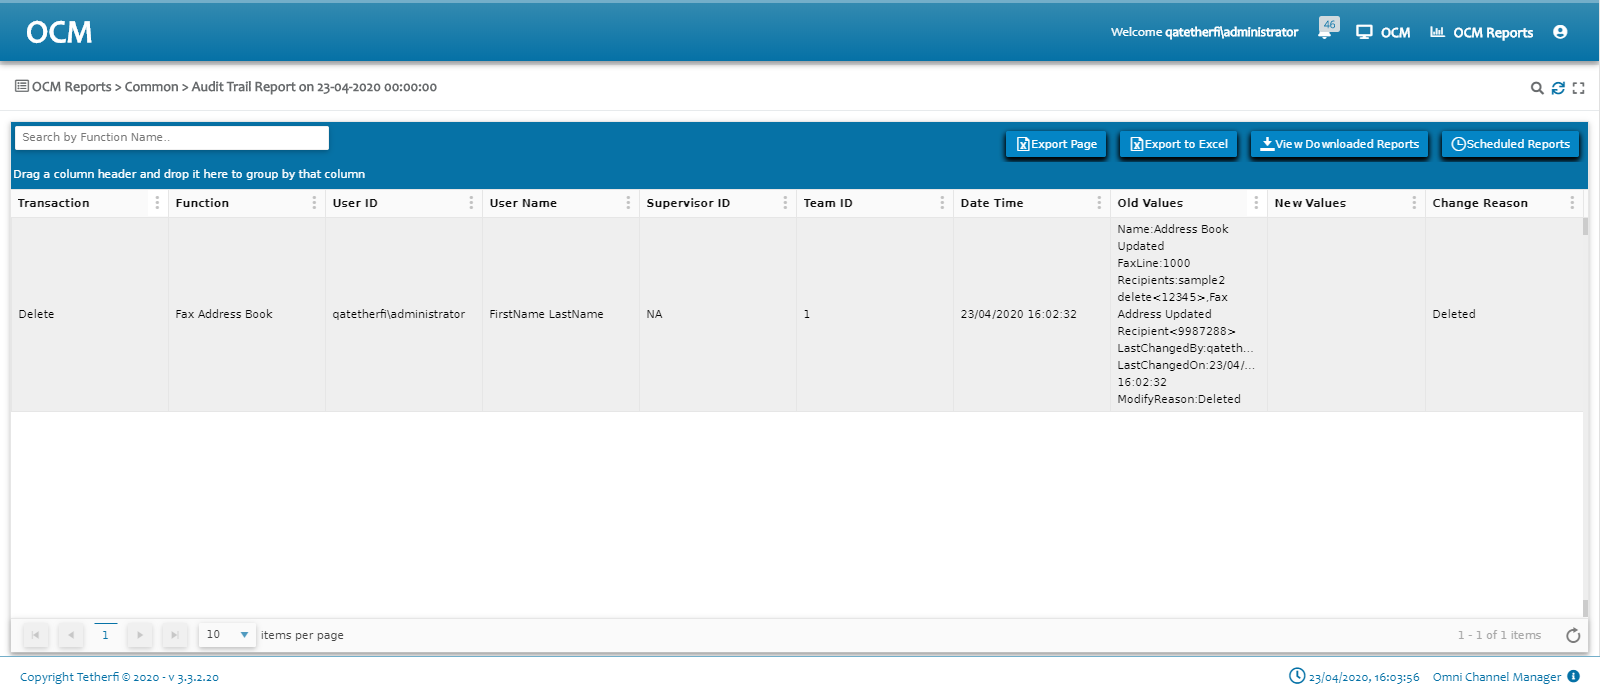 OCM
Welcome qatetherfi\administrator
46
OCM
OCM Reports
OCM Reports > Common > Audit Trail Report on 23-04-2020 00:00:00
Search by Function Name..
Export Page
Export to Excel
View Downloaded Reports
Scheduled Reports
Drag a column header and drop it here to group by that column
Transaction
Function
User ID
User Name
Supervisor ID
Team ID
Date Time
Old Values
New Values
Change Reason
Delete
Fax Address Book
qatetherfi\administrator
FirstName LastName
NA
1
23/04/2020 16:02:32
Name:Address Book
Updated
FaxLine:1000
Recipients:sample2
delete<12345>,Fax
Address Updated
Recipient<9987288>
LastChangedBy:qateth...
LastChangedOn:23/04/...
16:02:32
ModifyReason:Deleted
Deleted
1
10
items per page
1 - 1 of 1 items
Copyright Tetherfi © 2020 - v 3.3.2.20
23/04/2020, 16:03:56
Omni Channel Manager